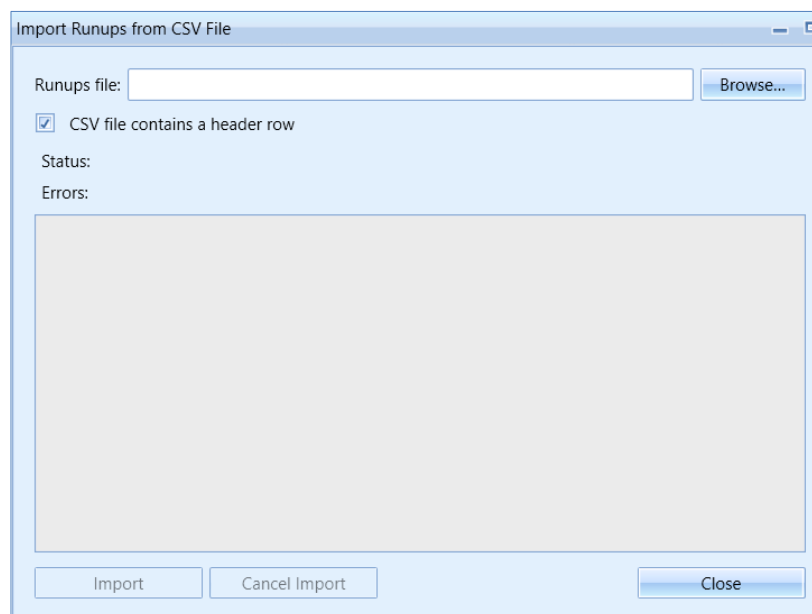 Import Runups from CSV File
Runups file: Browse...
CSV file contains a header row
Status:
Errors:
Import Cancel Import Close